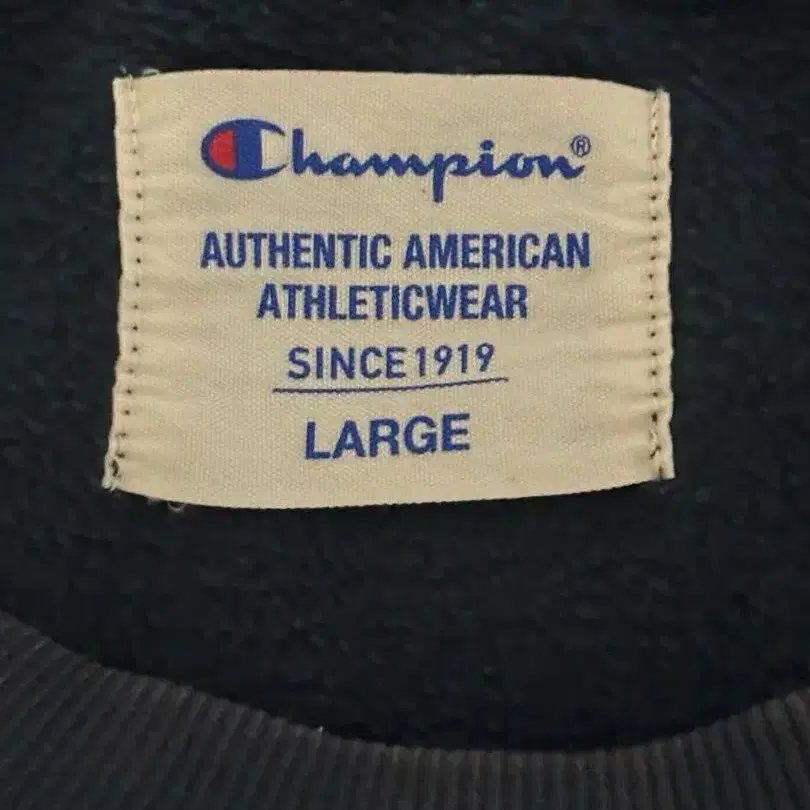 Champion®
AUTHENTIC AMERICAN
ATHLETICWEAR
SINCE 1919
LARGE